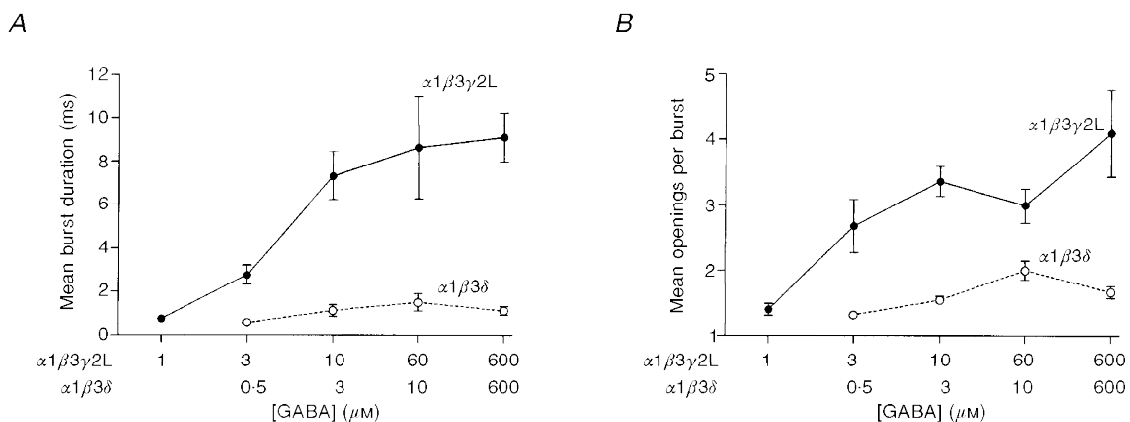 A
Mean burst duration (ms)
12
10
8
6
4
2
0
α1β3γ2L
α1β3δ
α1β3γ2L 1 3 10 60 600
α1β3δ 0·5 3 10 600
[GABA] (μM)
B
Mean openings per burst
5
4
3
2
1
α1β3γ2L
α1β3δ
α1β3γ2L 1 3 10 60 600
α1β3δ 0·5 3 10 600
[GABA] (μM)